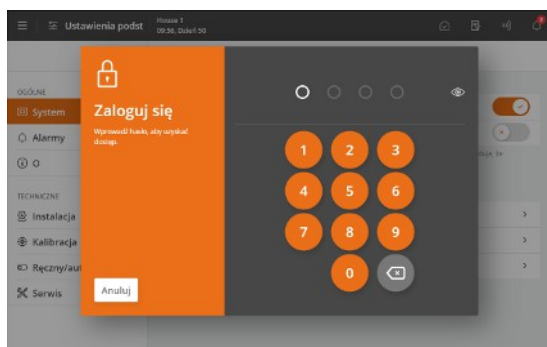 Ustawienia podst
House 1
09:56, Dzień 50
OGÓLNE
System
Alarmy
O
TECHNICZNE
Instalacja
Kalibracja
Ręczny/aut
Serwis
Zaloguj się
Wprowadź hasło, aby uzyskać
dostęp.
Anuluj
1 2 3
4 5 6
7 8 9
0